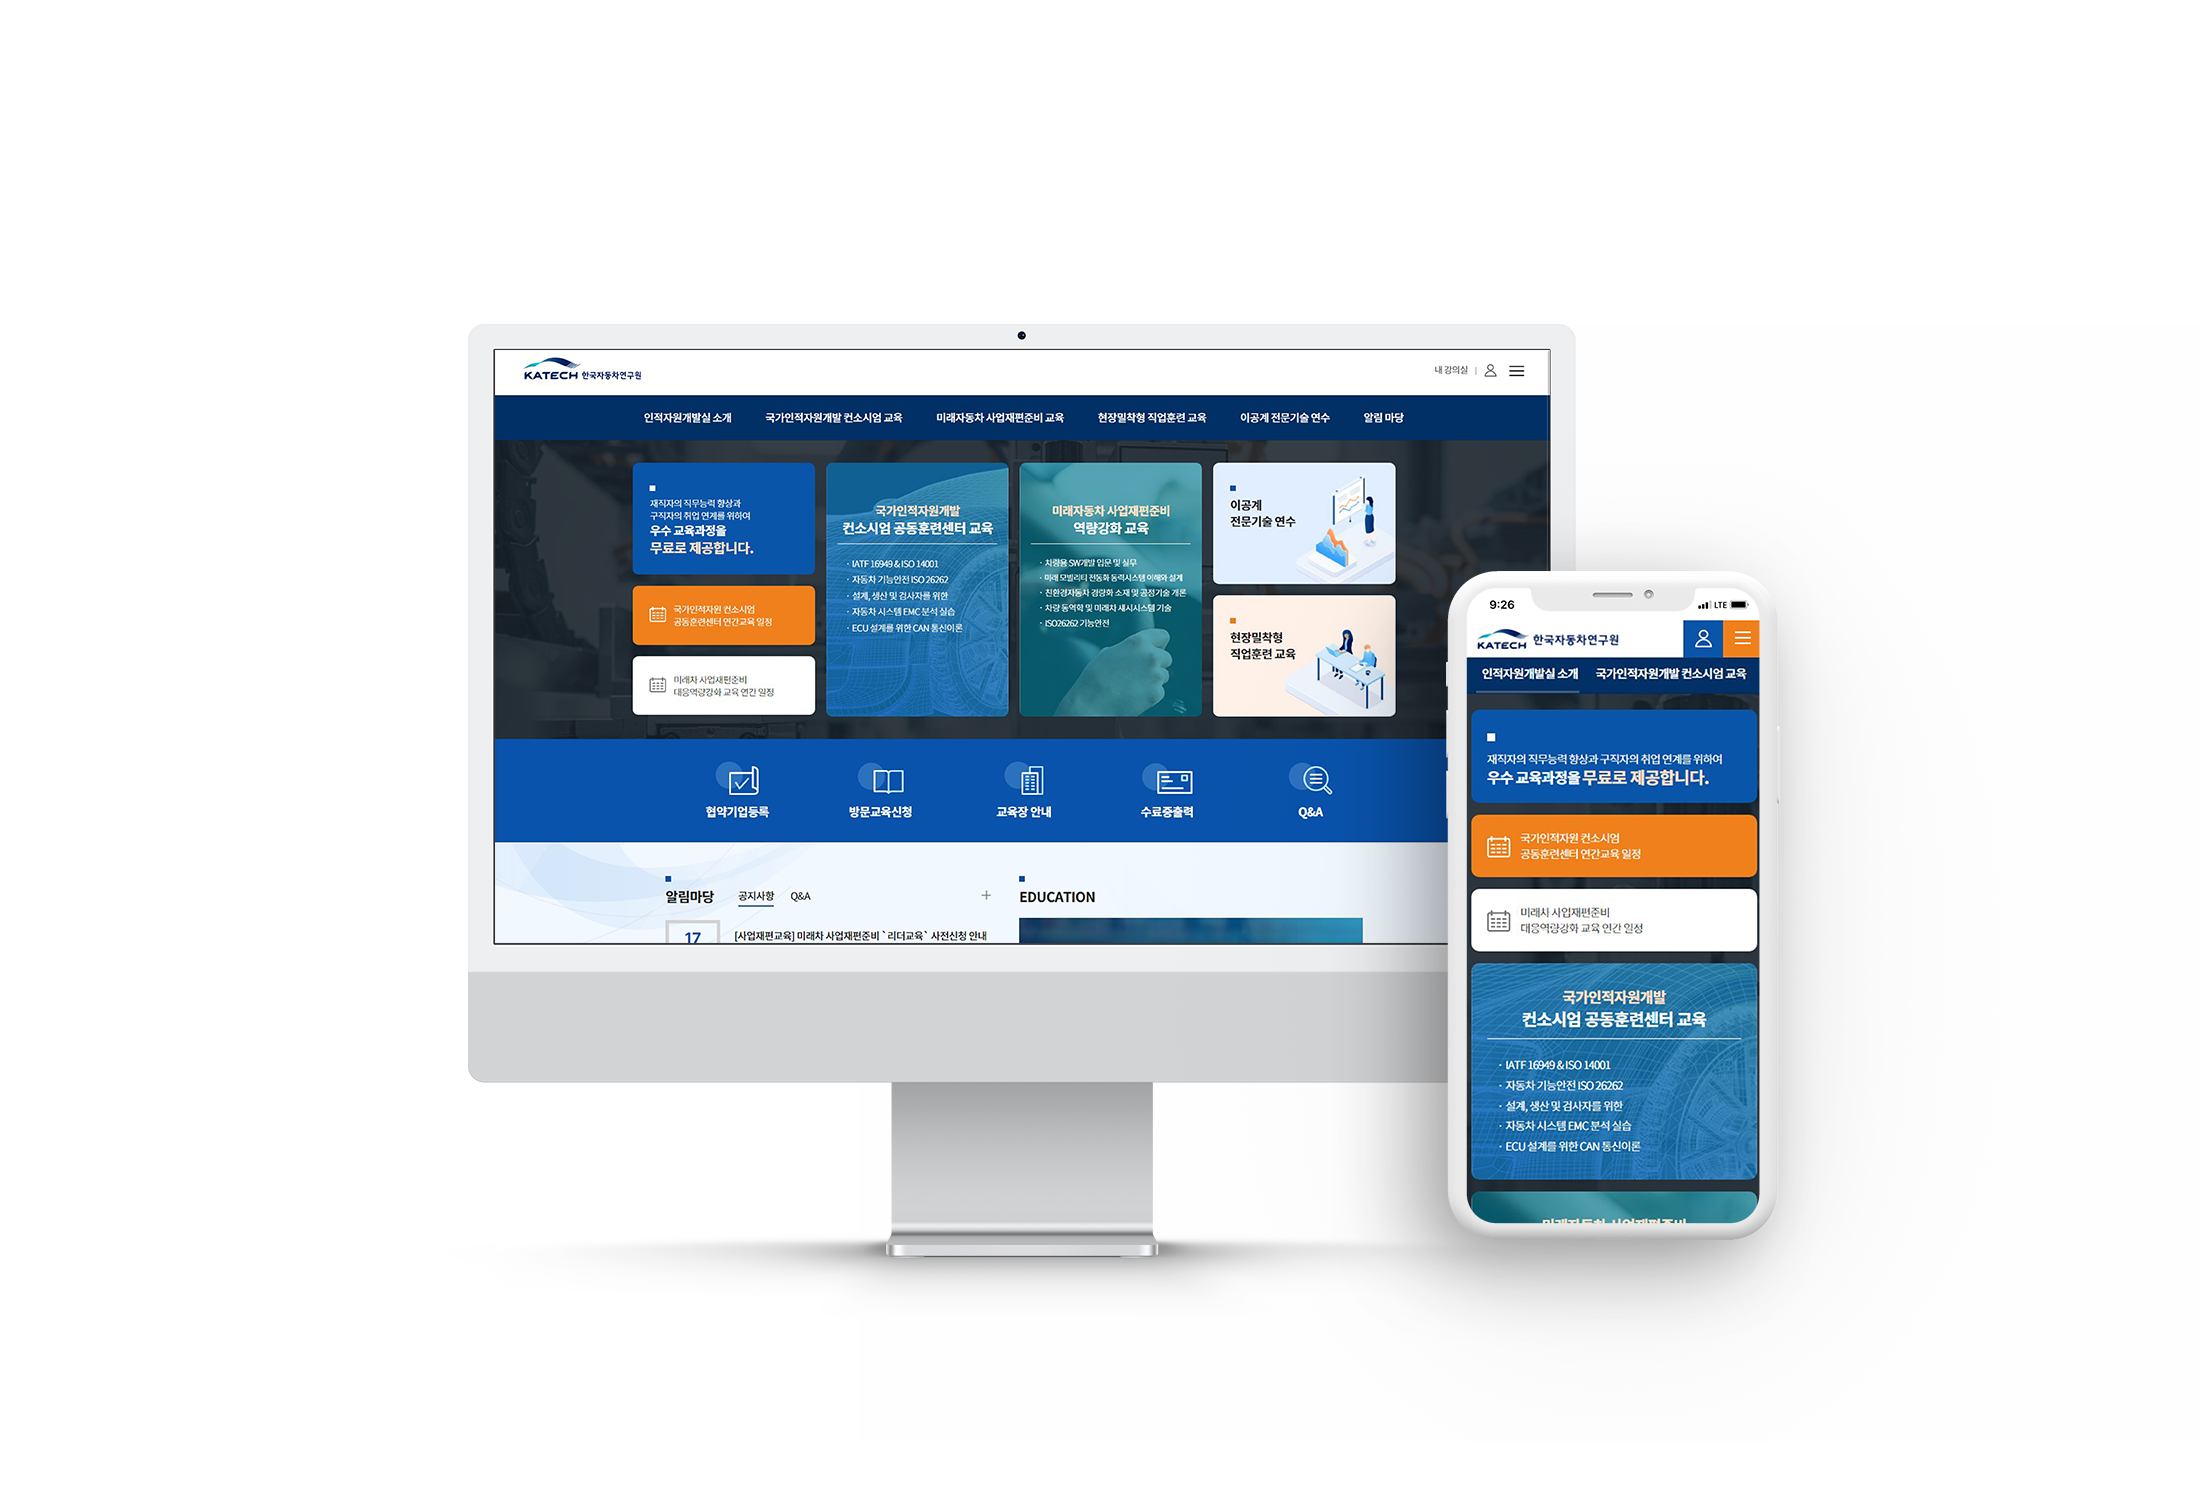 KATECH 한국자동차연구원
내 강의실 |
인적자원개발실 소개 국가인적자원개발 컨소시엄 교육 미래자동차 사업재편준비 교육 현장밀착형 직업훈련 교육 이공계 전문기술 연수 알림 마당
재직자의 직무능력 향상과
구직자의 취업 연계를 위하여
우수 교육과정을
무료로 제공합니다.
국가인적자원 컨소시엄
공동훈련센터 연간교육 일정
미래차 사업재편준비
대응역량강화 교육 연간 일정
국가인적자원개발
컨소시엄 공동훈련센터 교육
· IATF 16949 & ISO 14001
· 자동차 기능안전 ISO 26262
· 설계, 생산 및 검사자를 위한
· 자동차 시스템 EMC 분석 실습
· ECU 설계를 위한 CAN 통신이론
미래자동차 사업재편준비
역량강화 교육
· 차량용 SW개발 입문 및 실무
· 미래 모빌리티 전동화 동력시스템 이해와 설계
· 친환경자동차 경량화 소재 및 공정기술 개론
· 차량 동역학 및 미래차 섀시시스템 기술
· ISO26262 기능안전
이공계
전문기술 연수
현장밀착형
직업훈련 교육
협약기업등록 방문교육신청 교육장 안내 수료증출력 Q&A
알림마당 공지사항 Q&A +
17 [사업재편교육] 미래차 사업재편준비 `리더교육` 사전신청 안내
EDUCATION
9:26 LTE
KATECH 한국자동차연구원
인적자원개발실 소개 국가인적자원개발 컨소시엄 교육
재직자의 직무능력 향상과 구직자의 취업 연계를 위하여
우수 교육과정을 무료로 제공합니다.
국가인적자원 컨소시엄
공동훈련센터 연간교육 일정
미래차 사업재편준비
대응역량강화 교육 연간 일정
국가인적자원개발
컨소시엄 공동훈련센터 교육
· IATF 16949 & ISO 14001
· 자동차 기능안전 ISO 26262
· 설계, 생산 및 검사자를 위한
· 자동차 시스템 EMC 분석 실습
· ECU 설계를 위한 CAN 통신이론
미래자동차 사업재편준비